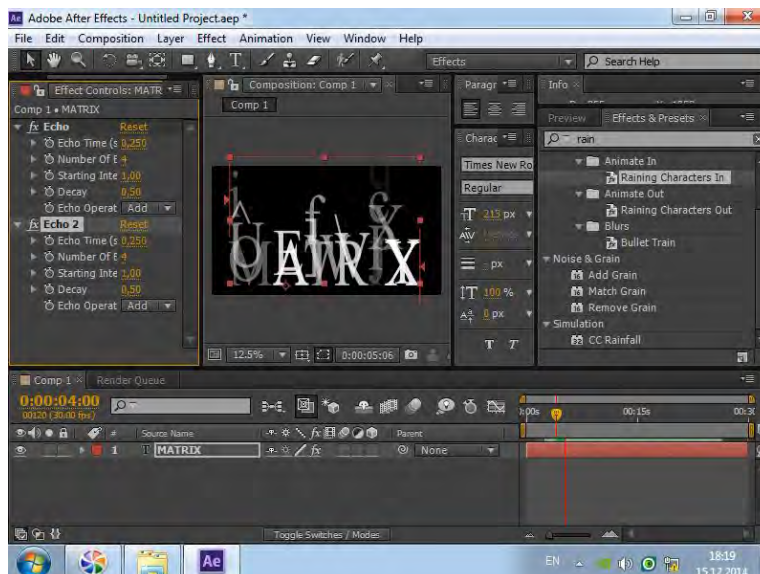 Adobe After Effects - Untitled Project.aep *
File Edit Composition Layer Effect Animation View Window Help
Effects
Search Help
Effect Controls: MATR
Comp 1 • MATRIX
fx Echo Reset
Echo Time (s 0,250
Number Of E 4
Starting Inte 1,00
Decay 0,50
Echo Operat Add
fx Echo 2 Reset
Echo Time (s 0,250
Number Of E 4
Starting Inte 1,00
Decay 0,50
Echo Operat Add
Composition: Comp 1
Comp 1
MATRIX
12.5%
0:00:05:06
Paragr
Charac
Times New Ro
Regular
215 px
px
100 %
0 px
T T
Info
Preview Effects & Presets
rain
Animate In
Raining Characters In
Animate Out
Raining Characters Out
Blurs
Bullet Train
Noise & Grain
Add Grain
Match Grain
Remove Grain
Simulation
CC Rainfall
Comp 1 Render Queue
0:00:04:00
00120 (30.00 fps)
# Source Name Parent
1 T MATRIX None
00:15s
Toggle Switches / Modes
Ae
EN
18:19
15.12.2014